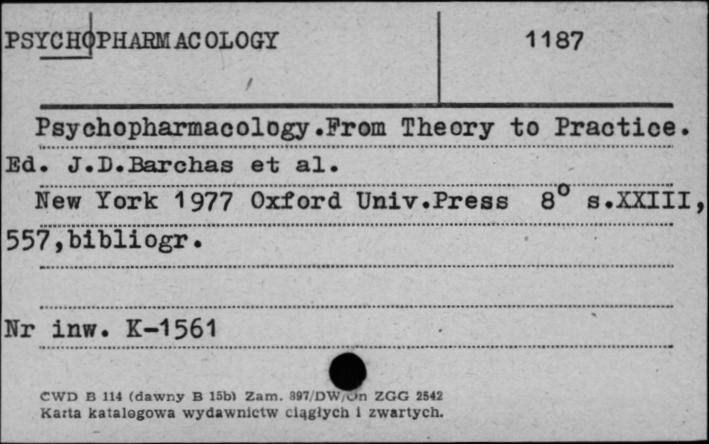 PSYCHOPHARMACOLOGY 1187
Psychopharmacology.From Theory to Practice.
Ed. J.D.Barchas et al.
New York 1977 Oxford Univ.Press 8° s.XXIII,
557,bibliogr.
Nr inw. K-1561
CWD B 114 (dawny B 15b) Zam. 897/DW/On ZGG 2542
Karta katalogowa wydawnictw ciągłych i zwartych.